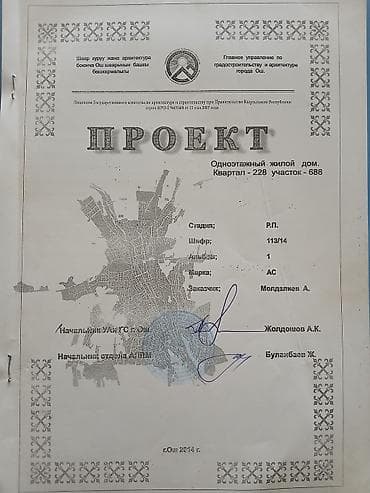 Шаар куруу жана архитектура
боюнча Ош шаарынын башкы
башкармалыгы
Главное управление по
градостроительству и архитектуре
города Ош.
ПРОЕКТ
Одноэтажный жилой дом.
Квартал - 228 участок - 688
Стадия: Р.П.
Шифр: 113/14
Альбом: 1
Марка: АС
Заказчик: Молдалиев А.
Начальник УАиГС г. Ош Жолдошов А.К.
Начальник отдела Буланбаев Ж.
г.Ош 2014 г.